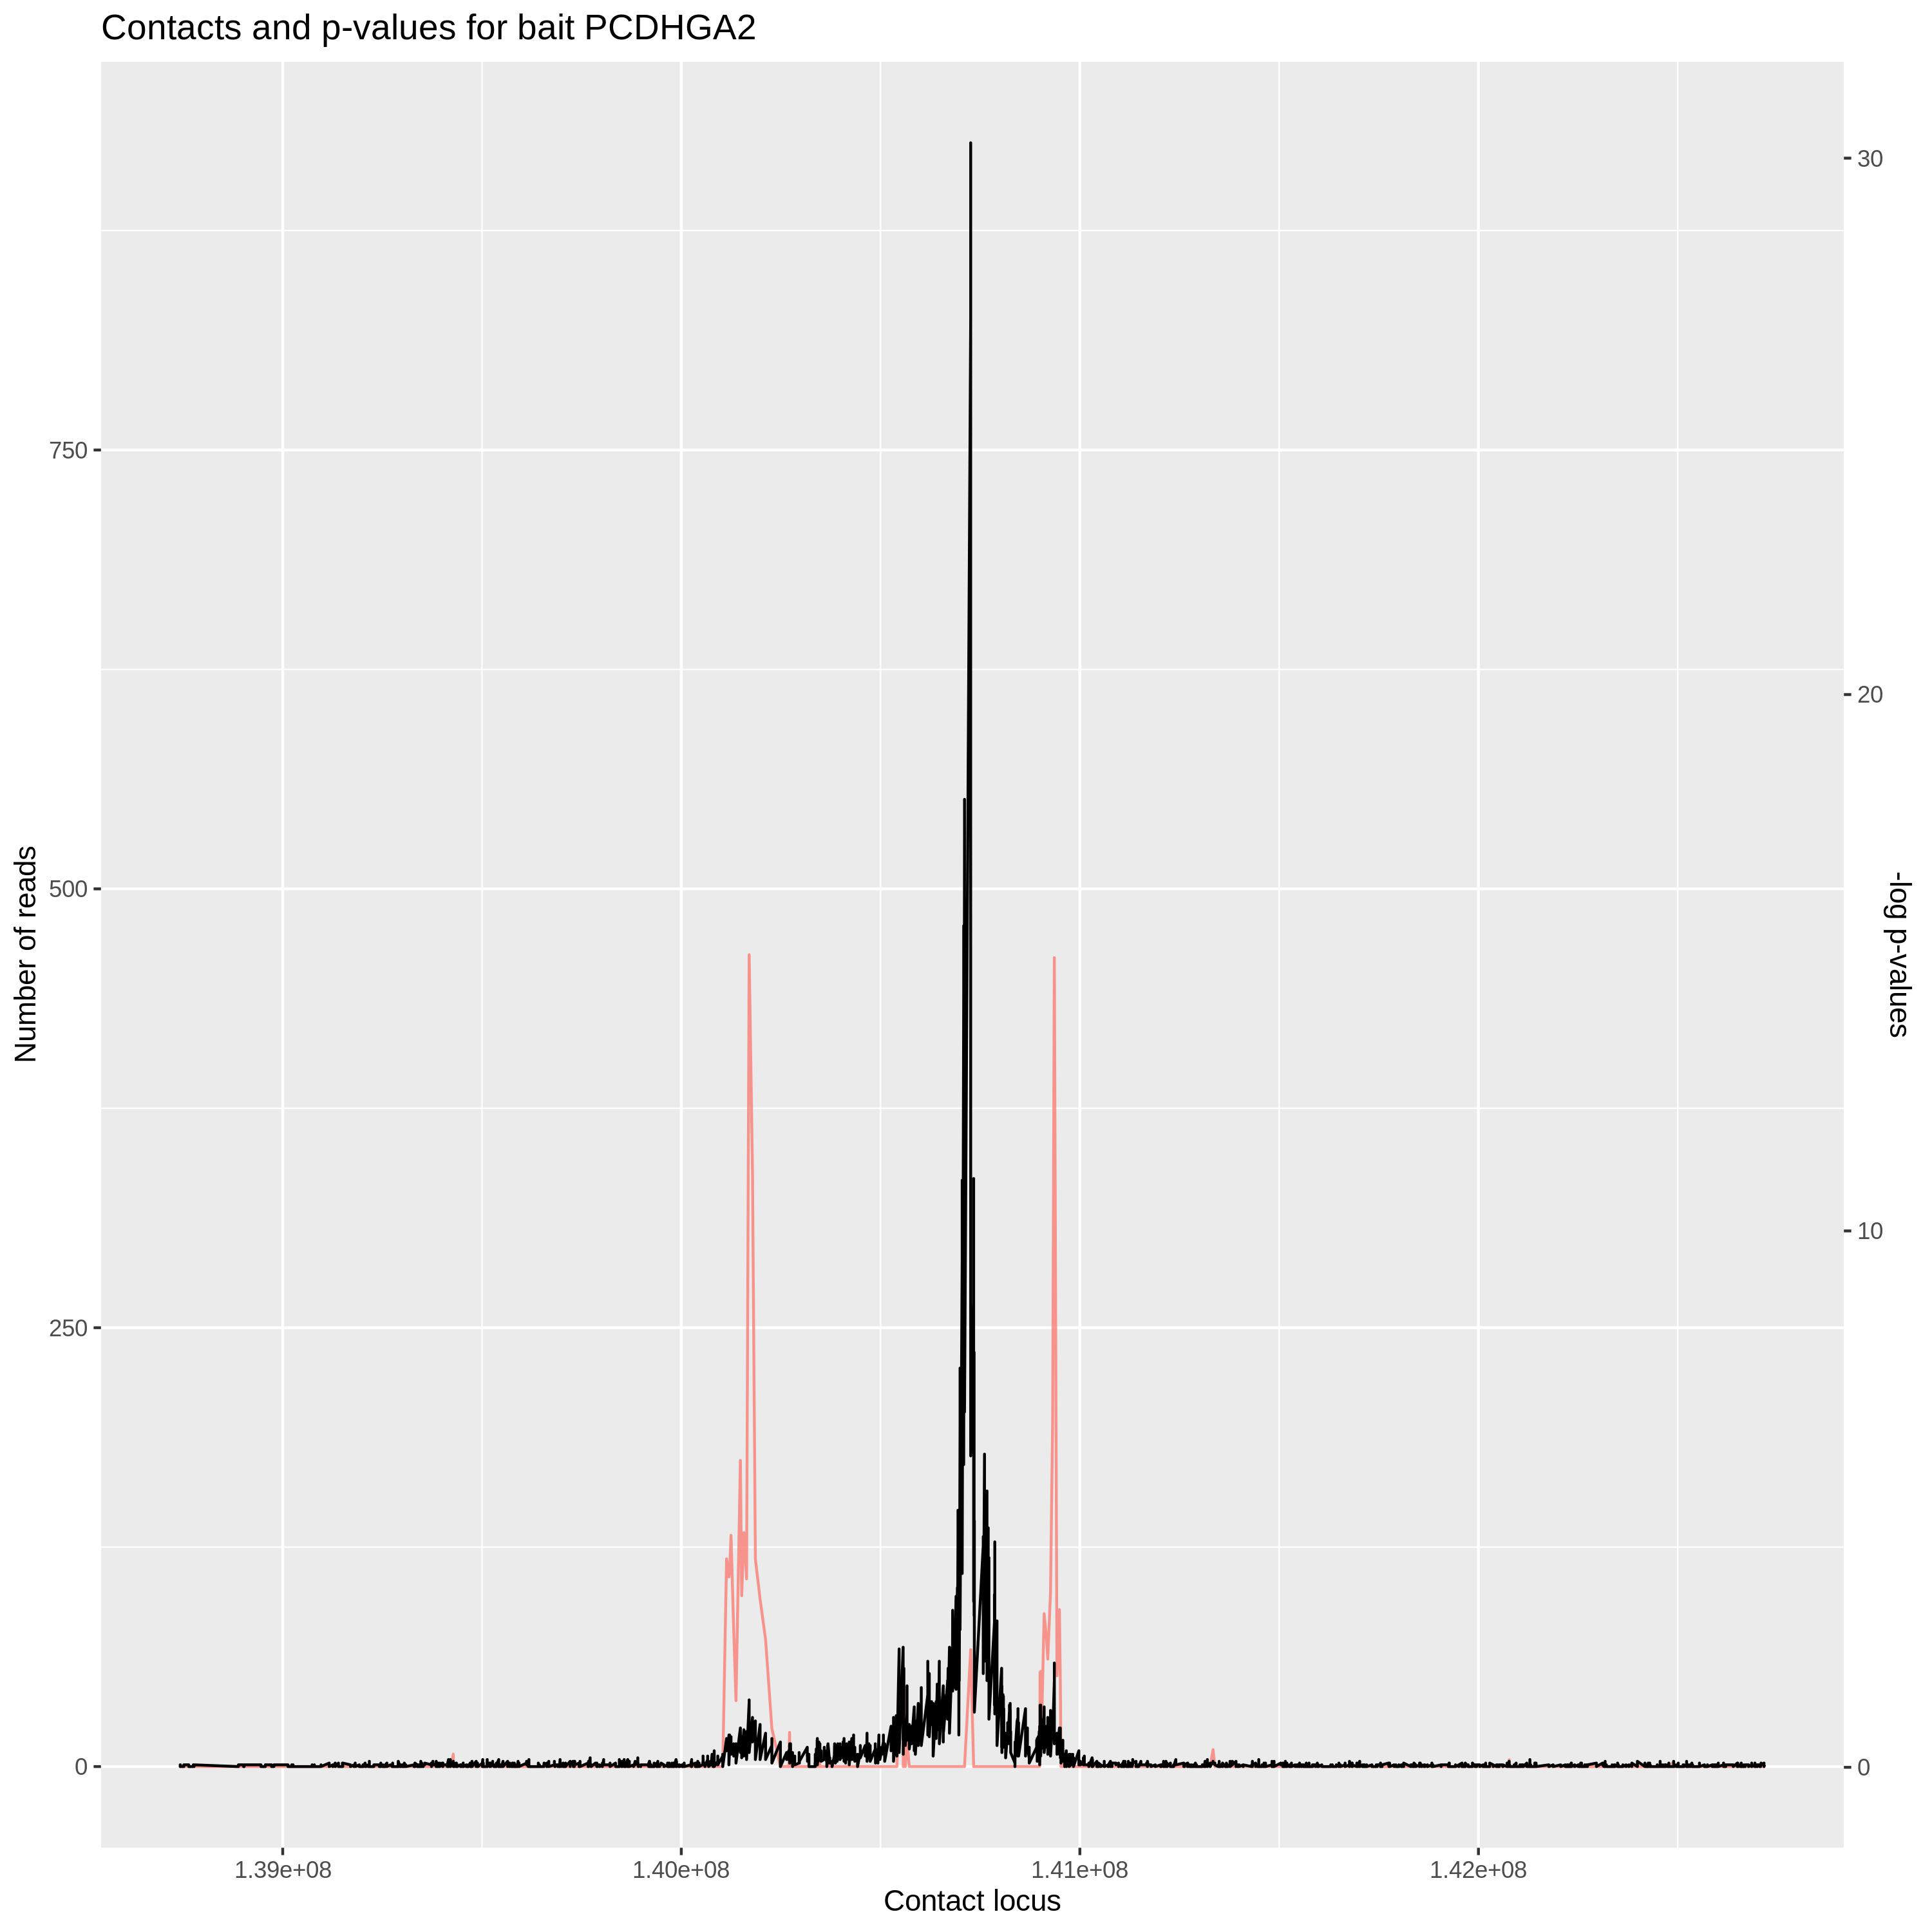 Contacts and p-values for bait PCDHGA2
30
750
20
500
Number of reads
-log p-values
10
250
0
0
1.39e+08
1.40e+08
1.41e+08
1.42e+08
Contact locus